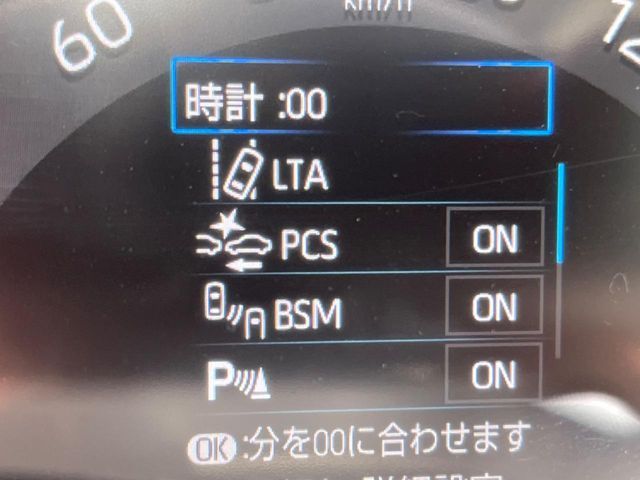 60
km/h
時計 :00
LTA
PCS ON
BSM ON
P ON
OK :分を00に合わせます